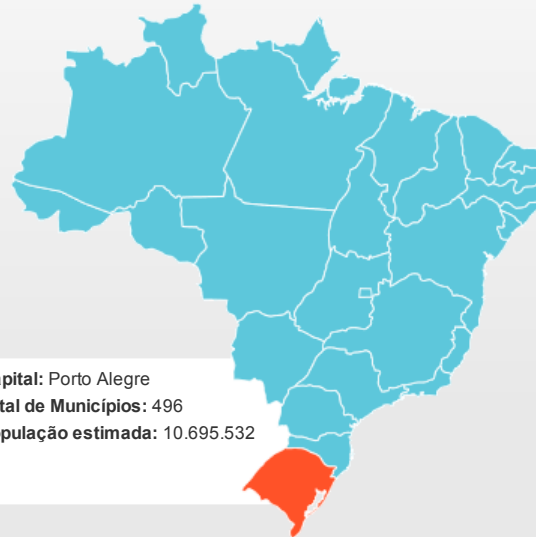 pital: Porto Alegre
tal de Municípios: 496
pulação estimada: 10.695.532